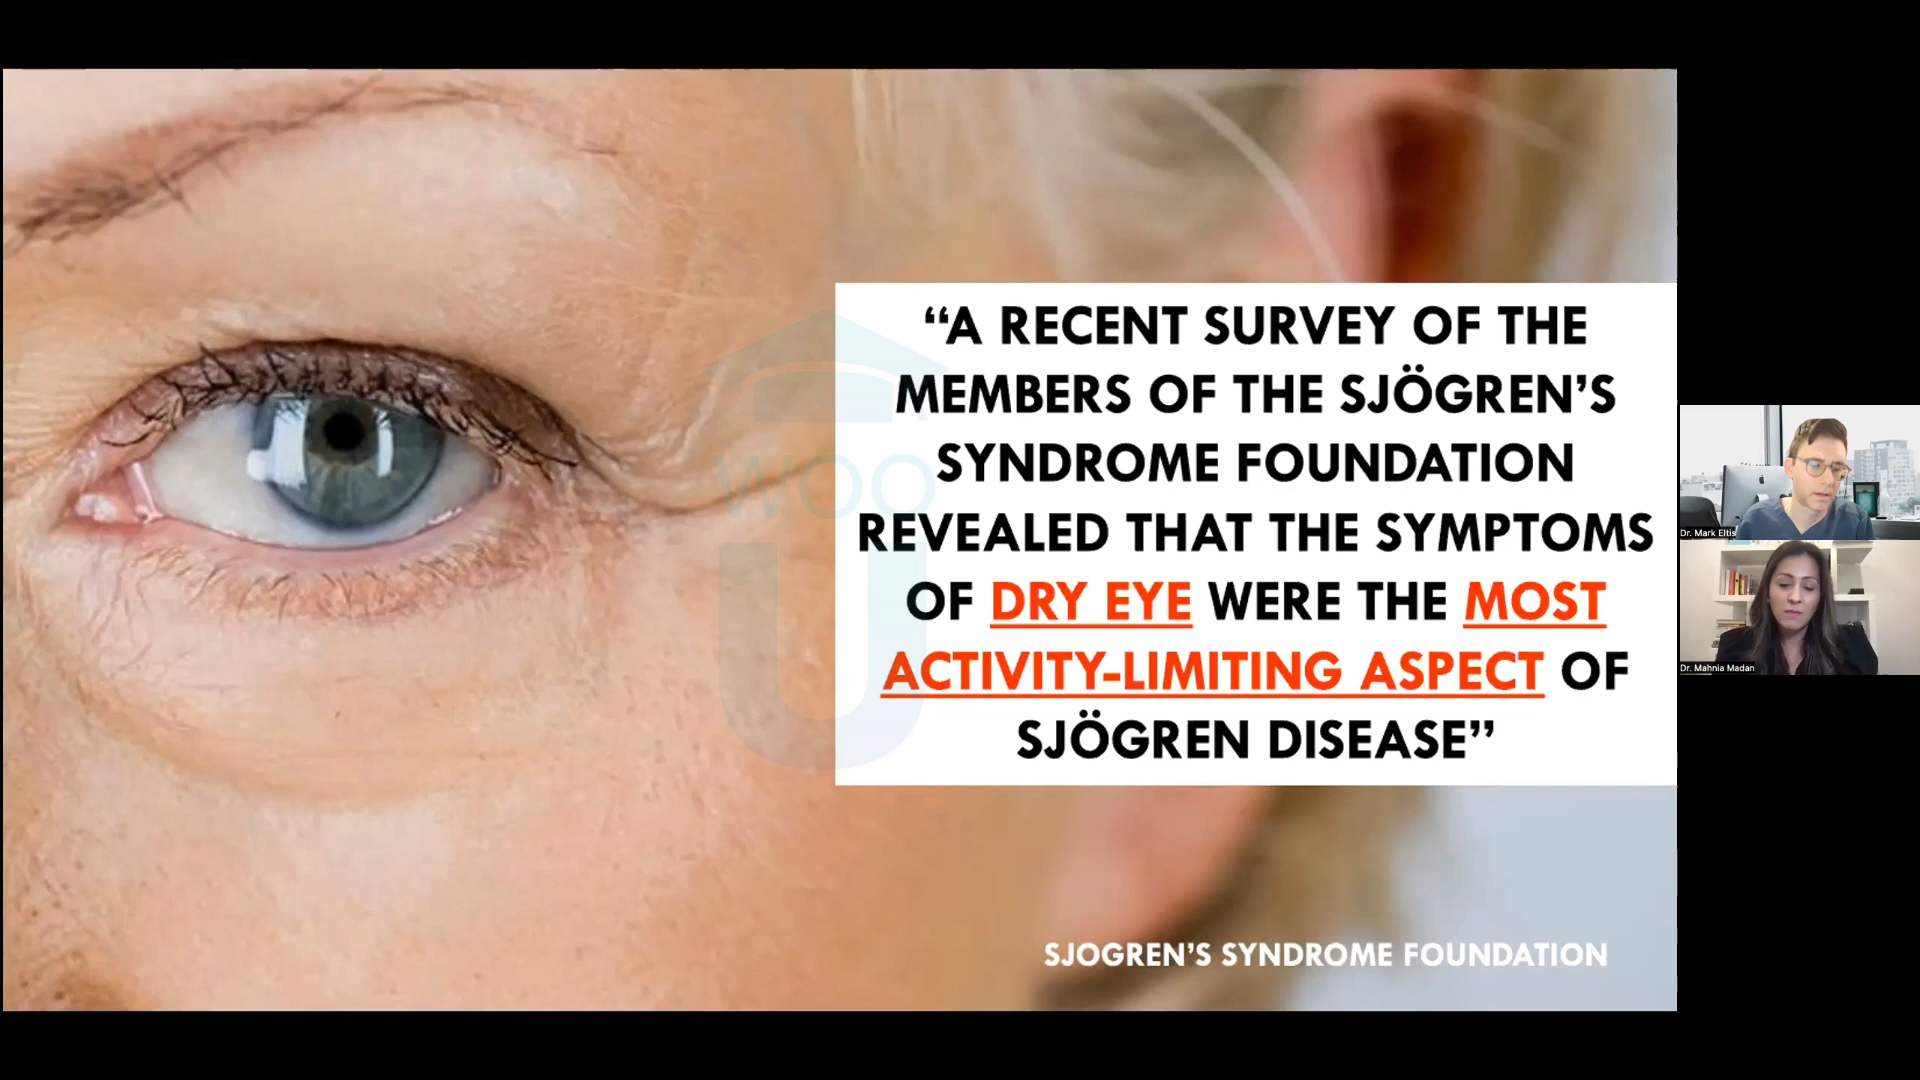 “A RECENT SURVEY OF THE
MEMBERS OF THE SJÖGREN’S
SYNDROME FOUNDATION
REVEALED THAT THE SYMPTOMS
OF DRY EYE WERE THE MOST
ACTIVITY-LIMITING ASPECT OF
SJÖGREN DISEASE”
SJOGREN’S SYNDROME FOUNDATION
WOO
U
Dr. Mark Eltis
Dr. Mahnia Madan